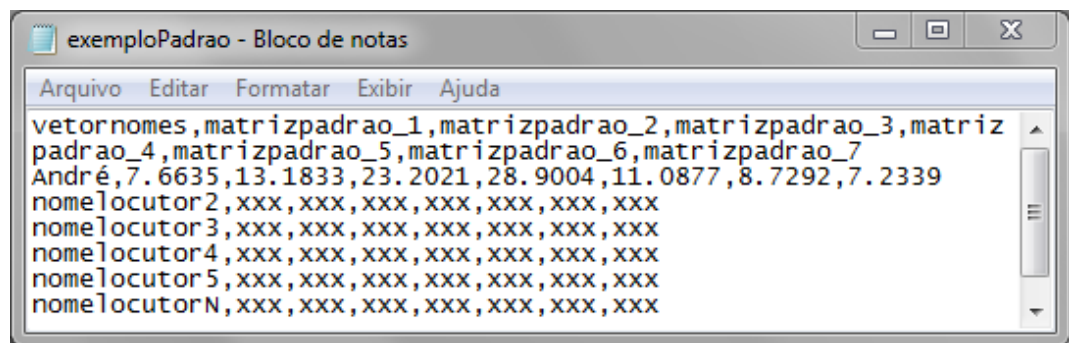 exemploPadrao - Bloco de notas
Arquivo Editar Formatar Exibir Ajuda
vetornomes,matrizpadrao_1,matrizpadrao_2,matrizpadrao_3,matriz
padrao_4,matrizpadrao_5,matrizpadrao_6,matrizpadrao_7
André,7.6635,13.1833,23.2021,28.9004,11.0877,8.7292,7.2339
nomelocutor2,xxx,xxx,xxx,xxx,xxx,xxx,xxx
nomelocutor3,xxx,xxx,xxx,xxx,xxx,xxx,xxx
nomelocutor4,xxx,xxx,xxx,xxx,xxx,xxx,xxx
nomelocutor5,xxx,xxx,xxx,xxx,xxx,xxx,xxx
nomelocutorN,xxx,xxx,xxx,xxx,xxx,xxx,xxx